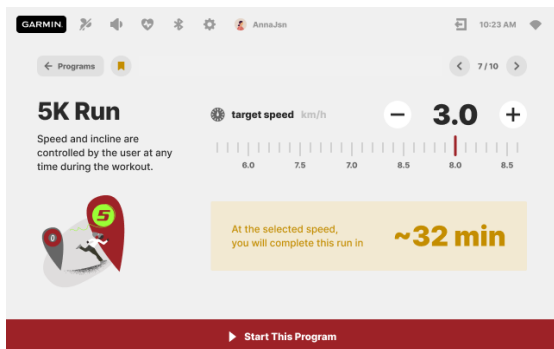 GARMIN
AnnaJsn
10:23 AM
Programs
7/10
5K Run
Speed and incline are
controlled by the user at any
time during the workout.
target speed km/h
3.0
6.0 7.5 7.0 8.5 8.0 8.5
0
5
At the selected speed,
you will complete this run in
~32 min
Start This Program